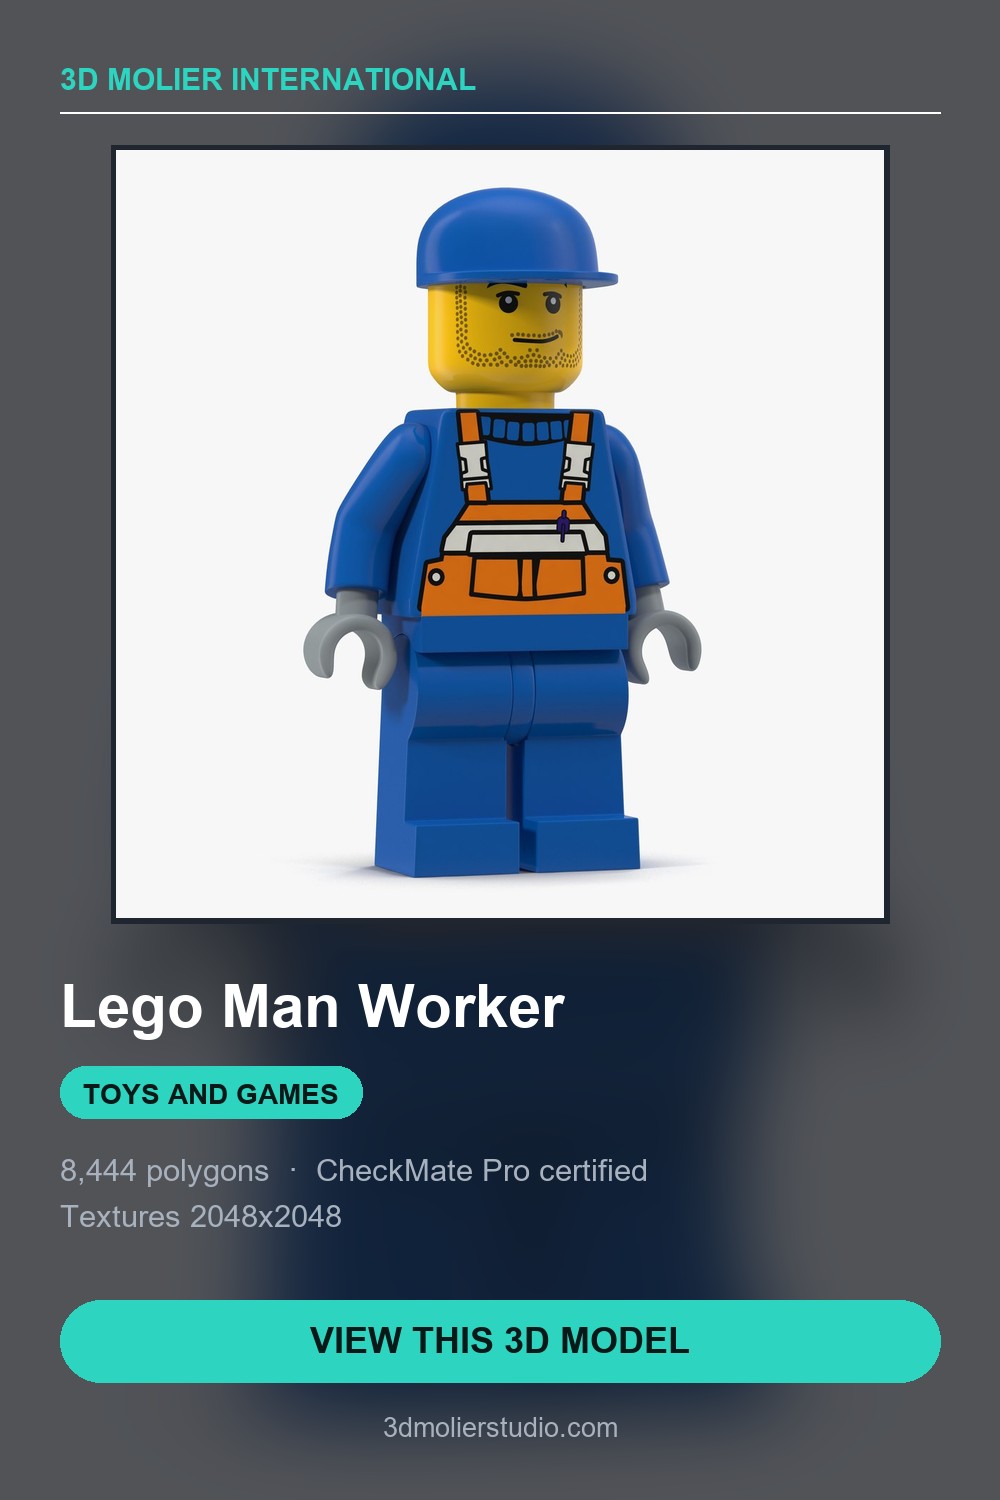 3D MOLIER INTERNATIONAL
Lego Man Worker
TOYS AND GAMES
8,444 polygons · CheckMate Pro certified
Textures 2048x2048
VIEW THIS 3D MODEL
3dmolierstudio.com